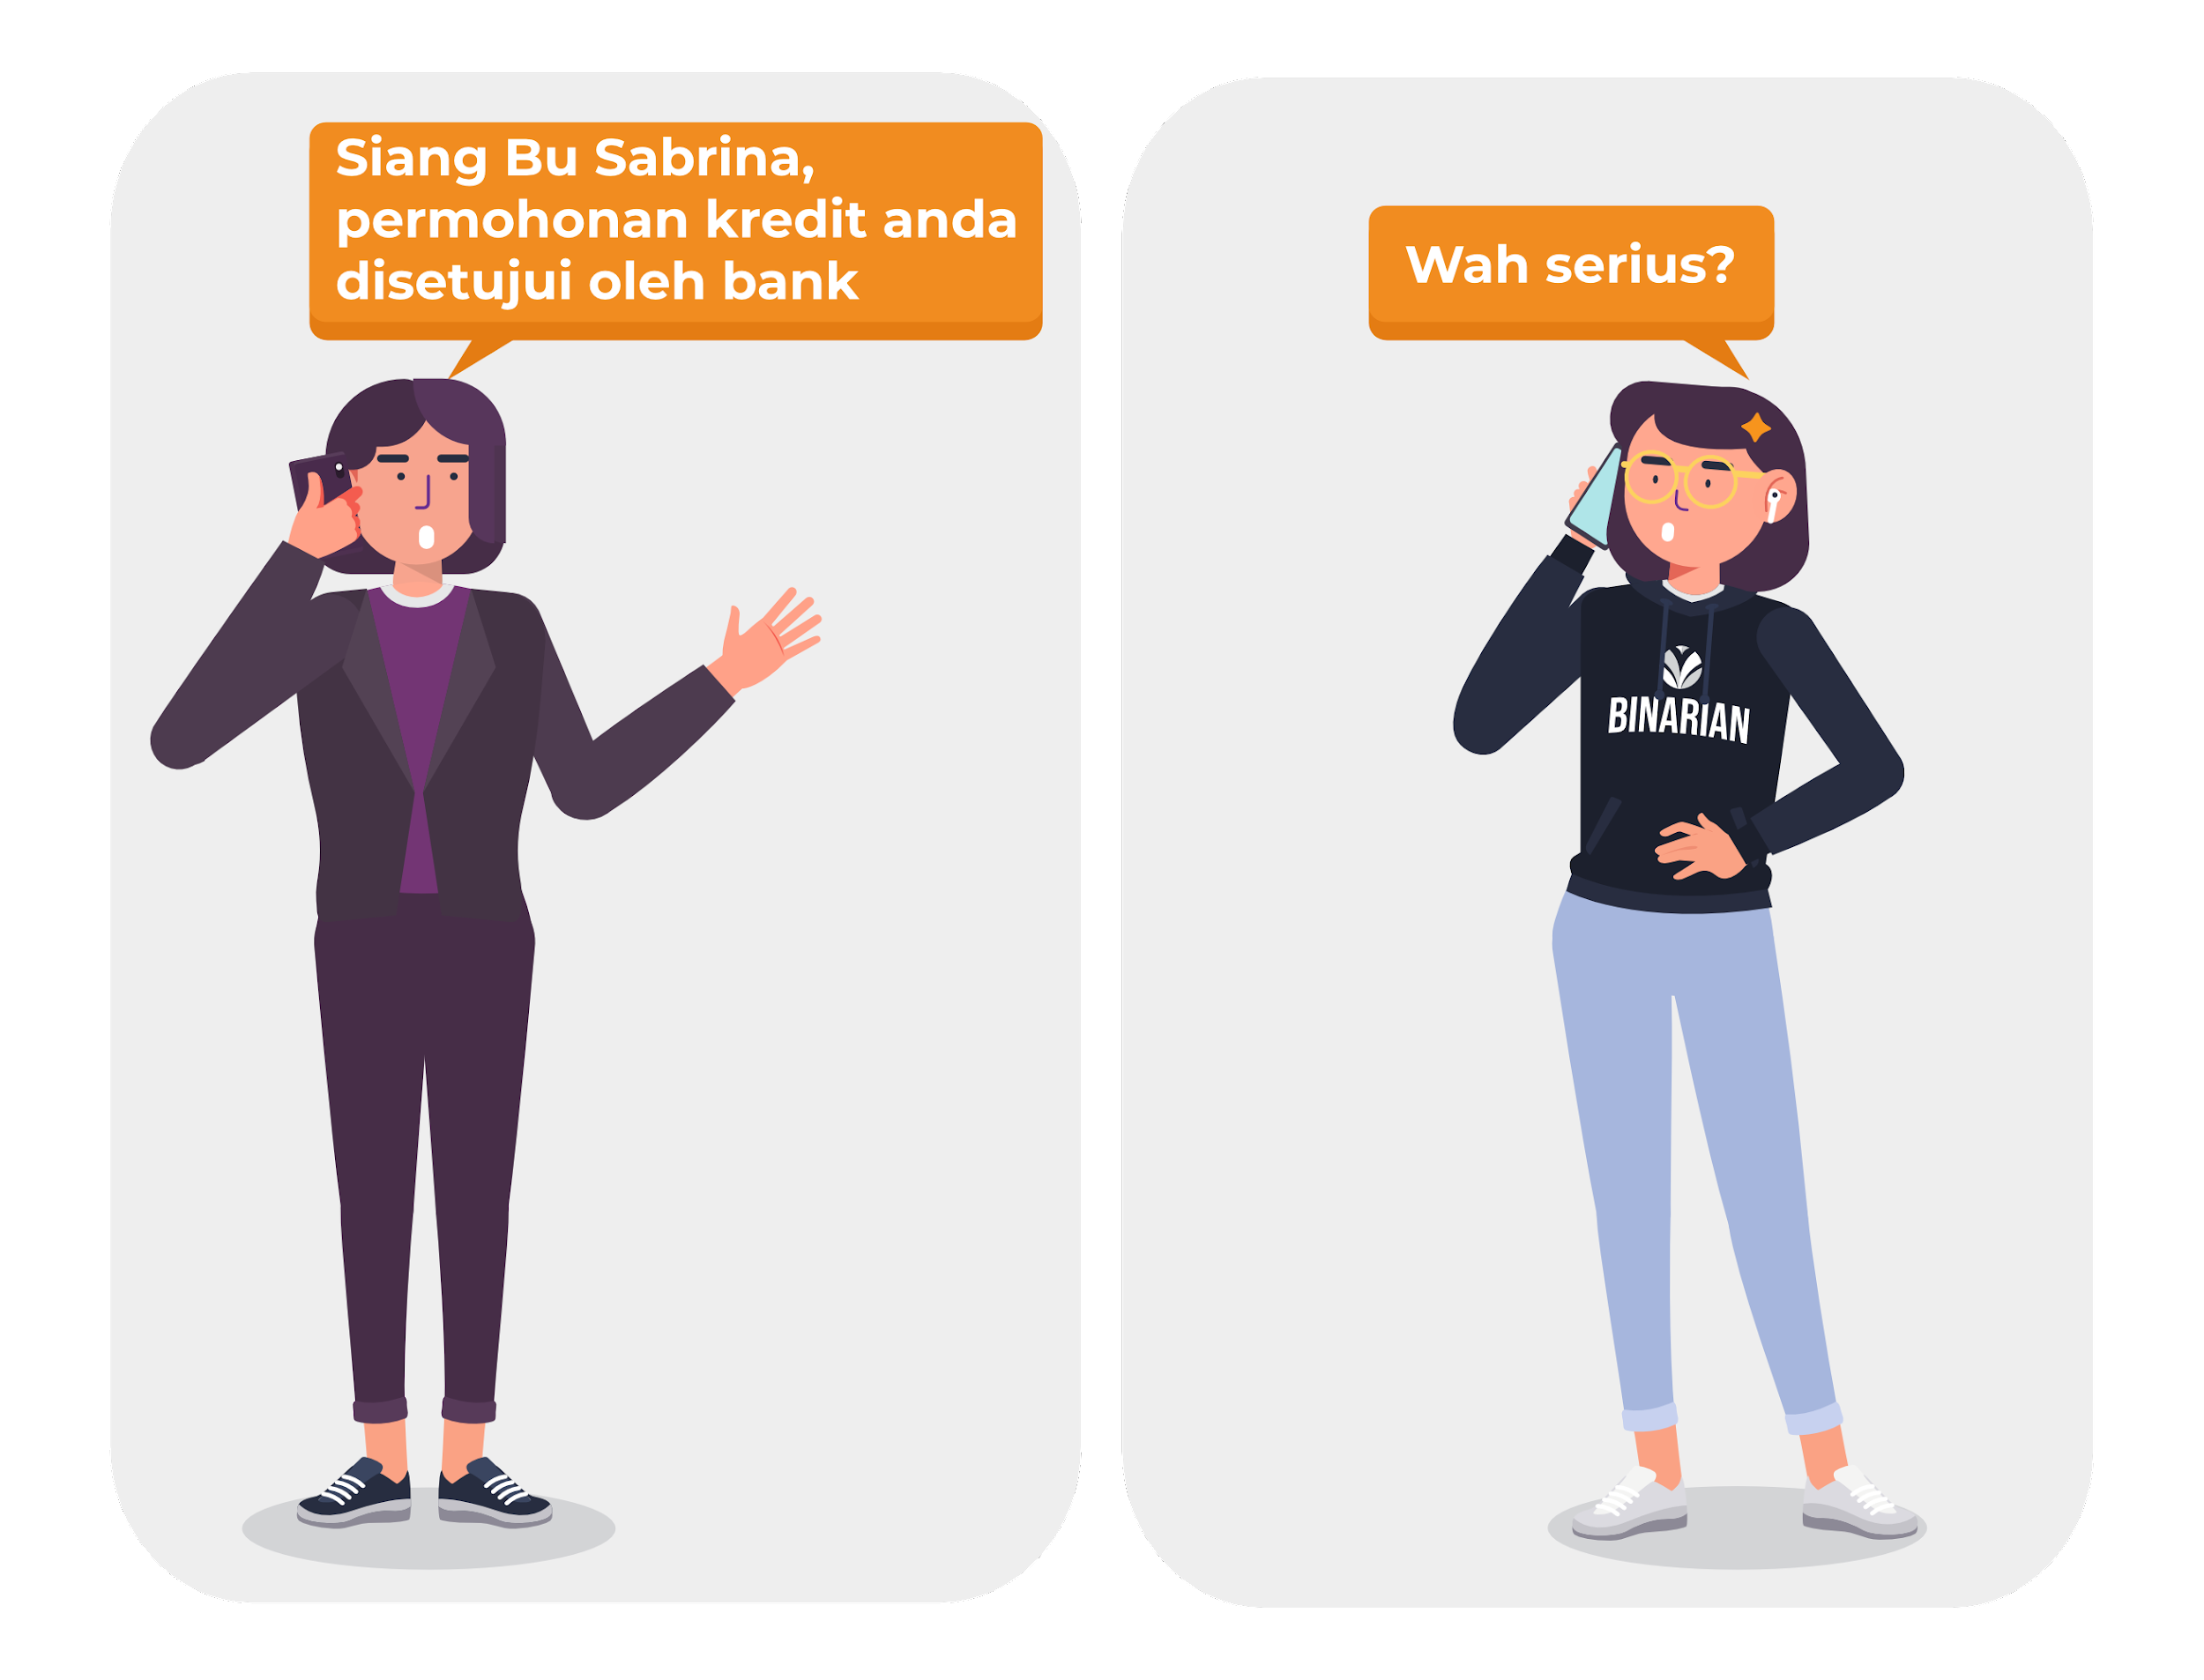 Siang Bu Sabrina,
permohonan kredit anda
disetujui oleh bank
Wah serius?
BINARIAN